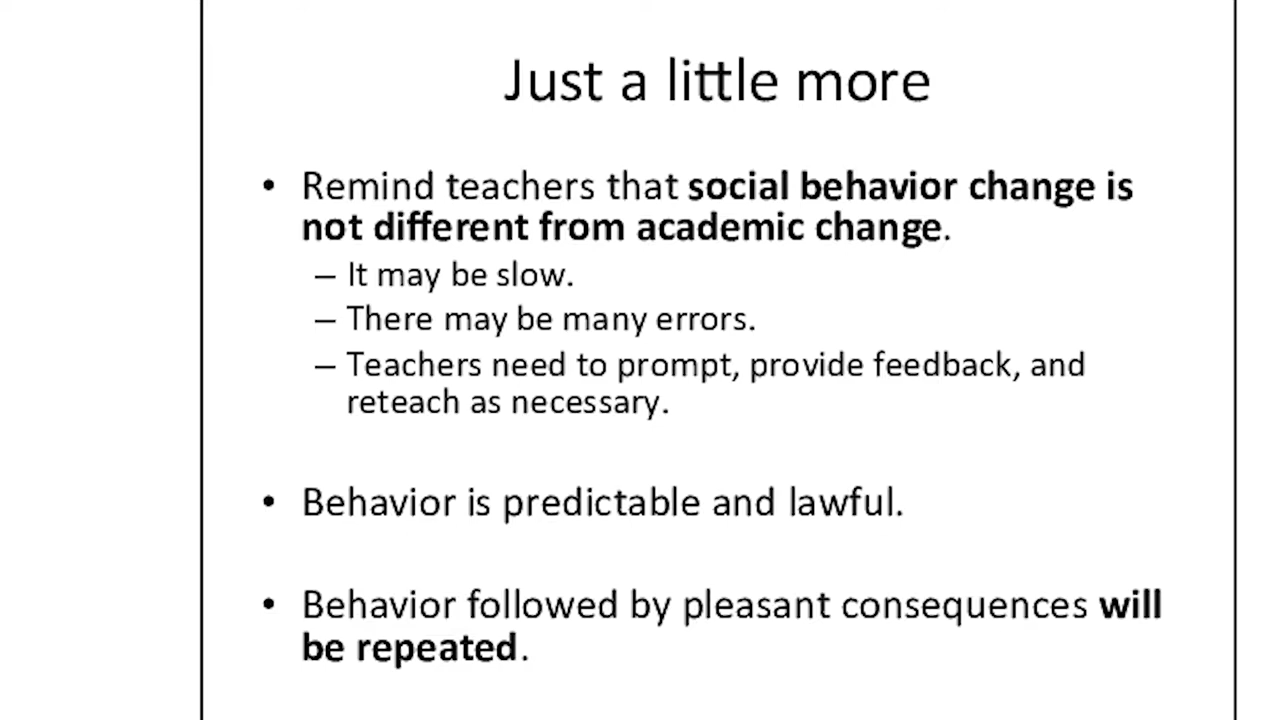 Just a little more
• Remind teachers that social behavior change is
not different from academic change.
– It may be slow.
– There may be many errors.
– Teachers need to prompt, provide feedback, and
reteach as necessary.
• Behavior is predictable and lawful.
• Behavior followed by pleasant consequences will
be repeated.